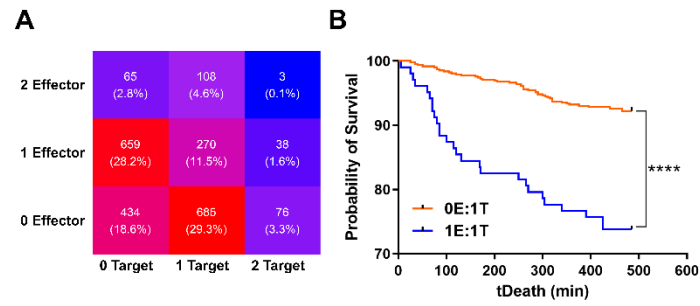 A
2 Effector
65
(2.8%)
108
(4.6%)
3
(0.1%)
1 Effector
659
(28.2%)
270
(11.5%)
38
(1.6%)
0 Effector
434
(18.6%)
685
(29.3%)
76
(3.3%)
0 Target
1 Target
2 Target
B
Probability of Survival
100
90
80
70
0
100
200
300
400
500
600
tDeath (min)
0E:1T
1E:1T
****